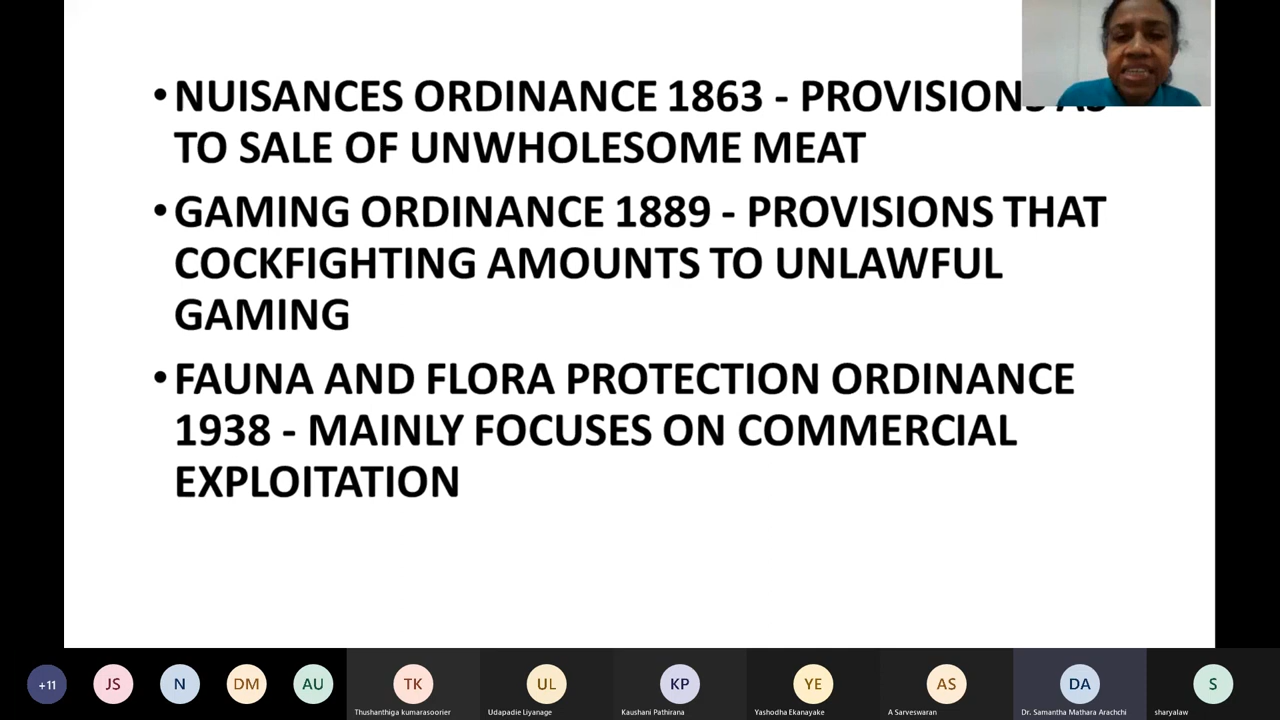 • NUISANCES ORDINANCE 1863 - PROVISIONS
TO SALE OF UNWHOLESOME MEAT
• GAMING ORDINANCE 1889 - PROVISIONS THAT
COCKFIGHTING AMOUNTS TO UNLAWFUL
GAMING
• FAUNA AND FLORA PROTECTION ORDINANCE
1938 - MAINLY FOCUSES ON COMMERCIAL
EXPLOITATION
+11 JS N DM AU TK UL KP YE AS DA S
Thushanthiga kumarasoorier Udapadie Liyanage Kaushani Pathirana Yashodha Ekanayake A Sarveswaran Dr. Samantha Mathara Arachchi sharyalaw